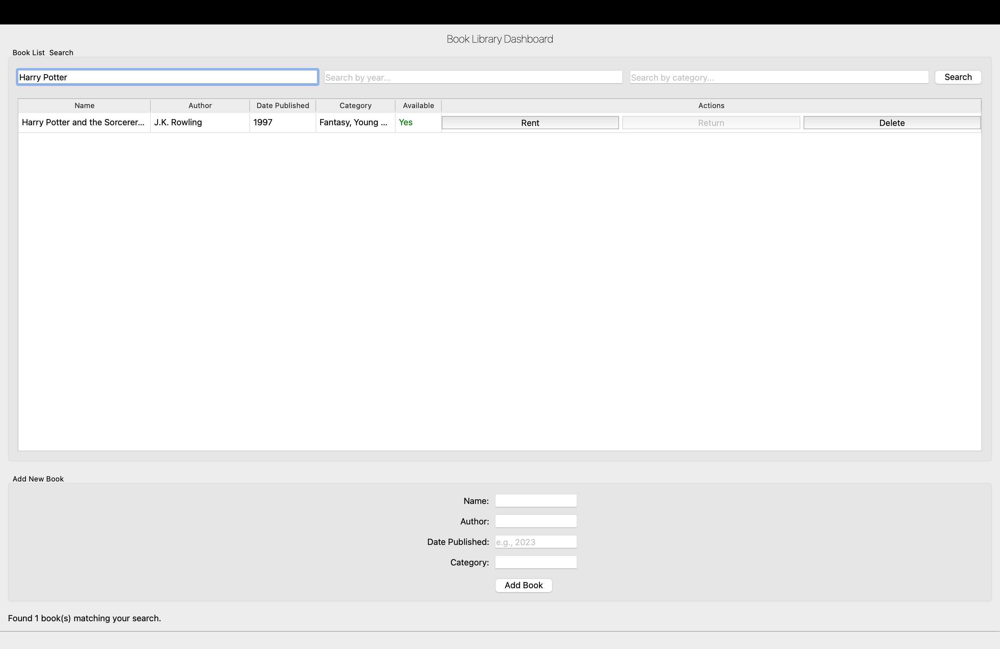 Book Library Dashboard
Book List Search
Harry Potter Search by year... Search by category... Search
Name Author Date Published Category Available Actions
Harry Potter and the Sorcerer... J.K. Rowling 1997 Fantasy, Young ... Yes Rent Return Delete
Add New Book
Name:
Author:
Date Published: e.g., 2023
Category:
Add Book
Found 1 book(s) matching your search.